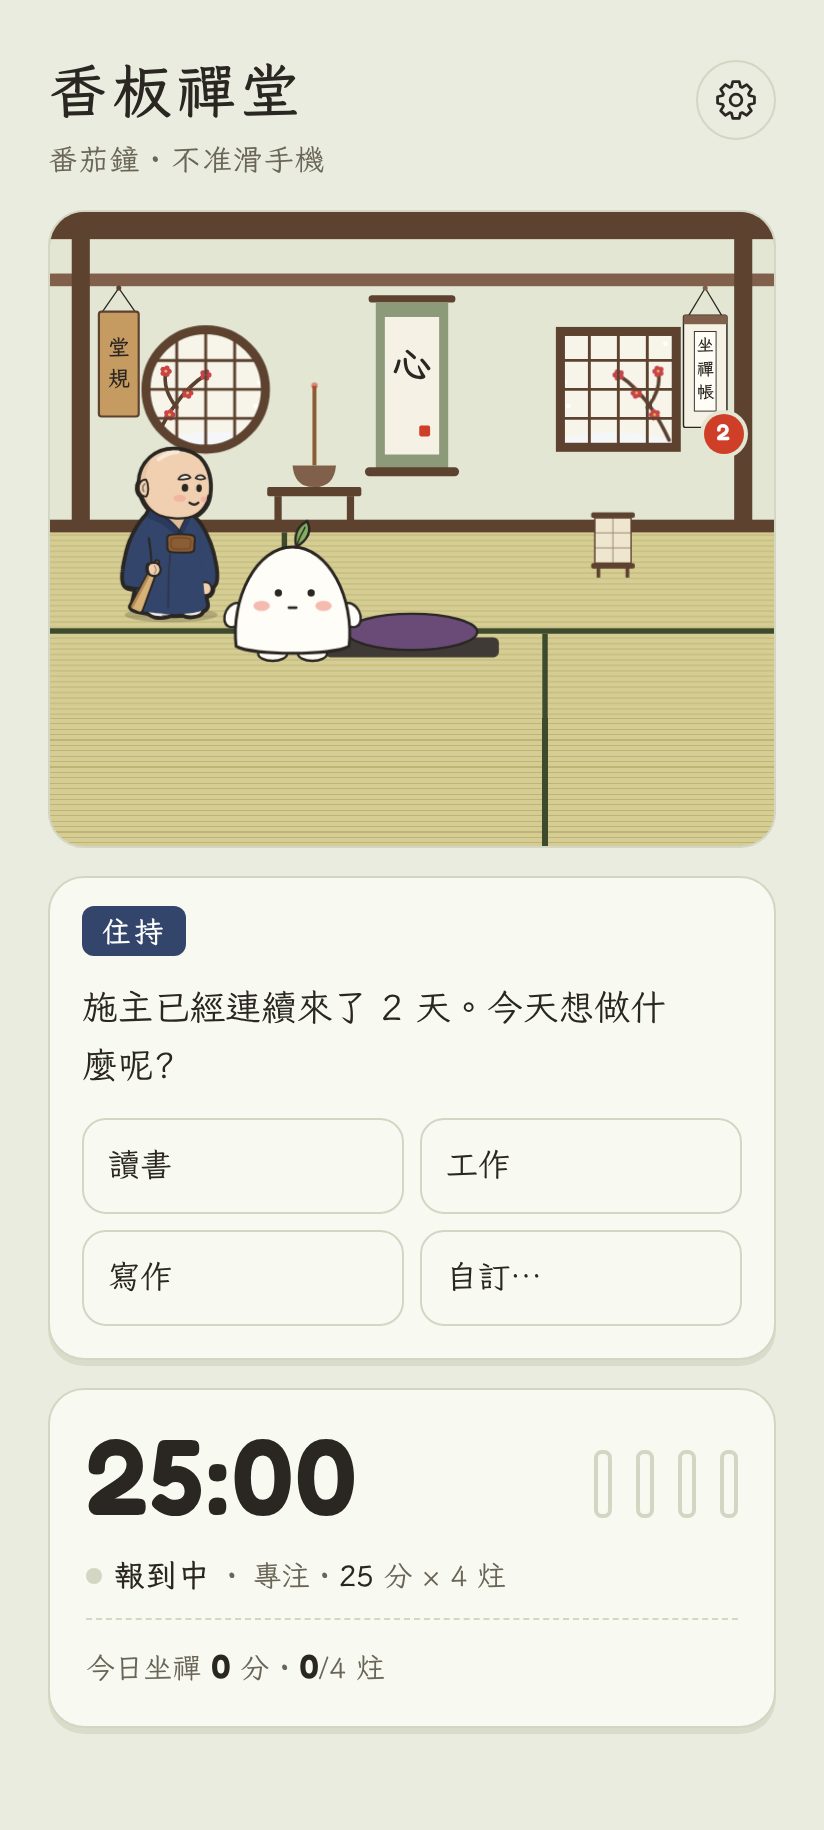 香板禪堂
番茄鐘・不准滑手機
堂規
心
坐禪帳
2
住持
施主已經連續來了 2 天。今天想做什
麼呢?
讀書
工作
寫作
自訂⋯
25:00
報到中 ・ 專注・25 分 × 4 炷
今日坐禪 0 分・0/4 炷